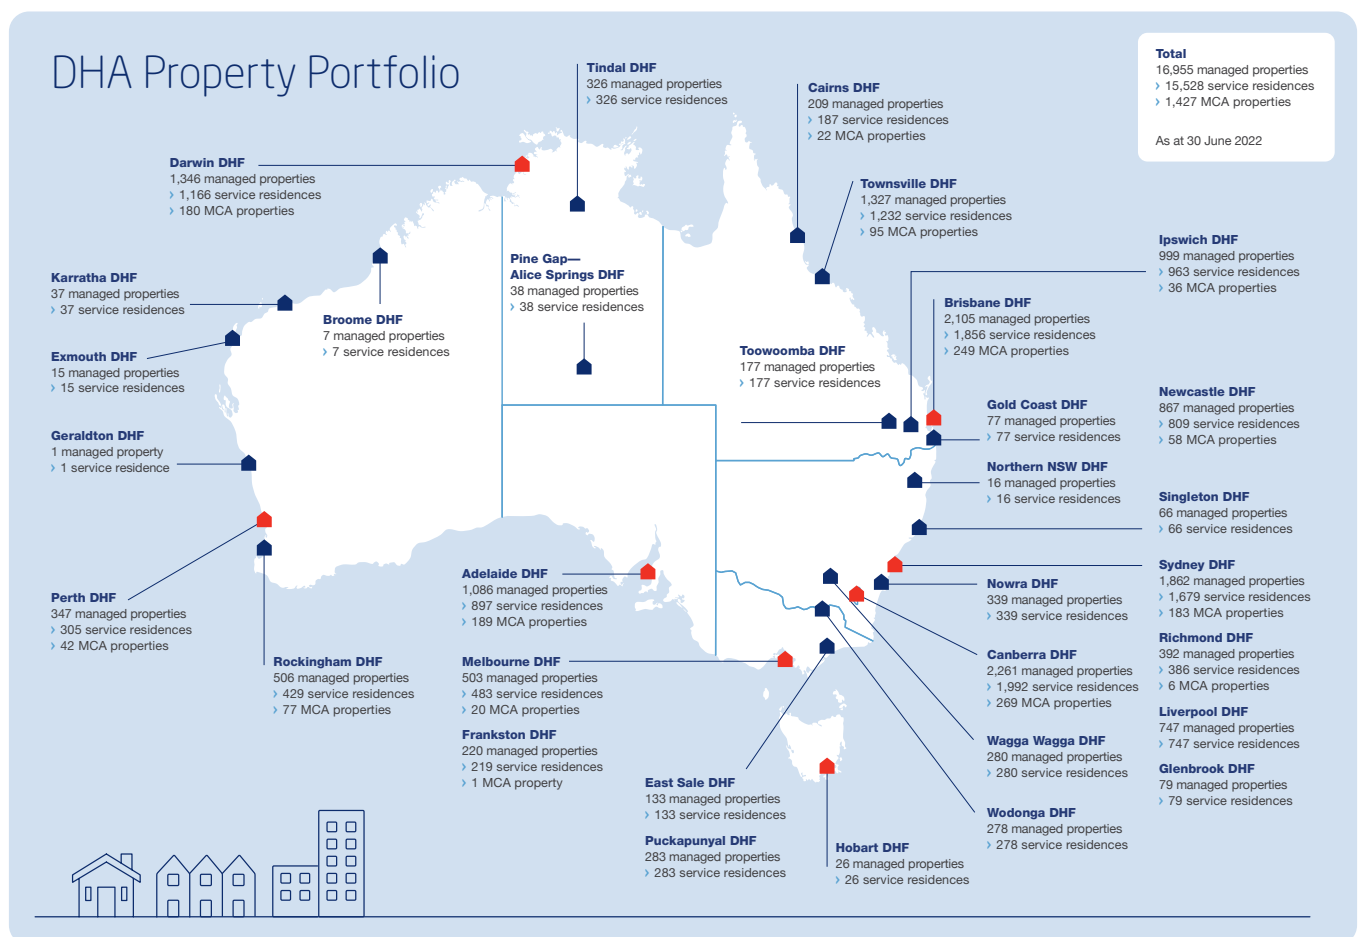 DHA Property Portfolio
Total
16,955 managed properties
› 15,528 service residences
› 1,427 MCA properties
As at 30 June 2022
Tindal DHF
326 managed properties
› 326 service residences
Cairns DHF
209 managed properties
› 187 service residences
› 22 MCA properties
Darwin DHF
1,346 managed properties
› 1,166 service residences
› 180 MCA properties
Townsville DHF
1,327 managed properties
› 1,232 service residences
› 95 MCA properties
Ipswich DHF
999 managed properties
› 963 service residences
› 36 MCA properties
Pine Gap—
Alice Springs DHF
38 managed properties
› 38 service residences
Karratha DHF
37 managed properties
› 37 service residences
Broome DHF
7 managed properties
› 7 service residences
Brisbane DHF
2,105 managed properties
› 1,856 service residences
› 249 MCA properties
Exmouth DHF
15 managed properties
› 15 service residences
Toowoomba DHF
177 managed properties
› 177 service residences
Gold Coast DHF
77 managed properties
› 77 service residences
Newcastle DHF
867 managed properties
› 809 service residences
› 58 MCA properties
Geraldton DHF
1 managed property
› 1 service residence
Northern NSW DHF
16 managed properties
› 16 service residences
Singleton DHF
66 managed properties
› 66 service residences
Adelaide DHF
1,086 managed properties
› 897 service residences
› 189 MCA properties
Nowra DHF
339 managed properties
› 339 service residences
Sydney DHF
1,862 managed properties
› 1,679 service residences
› 183 MCA properties
Perth DHF
347 managed properties
› 305 service residences
› 42 MCA properties
Richmond DHF
392 managed properties
› 386 service residences
› 6 MCA properties
Rockingham DHF
506 managed properties
› 429 service residences
› 77 MCA properties
Melbourne DHF
503 managed properties
› 483 service residences
› 20 MCA properties
Canberra DHF
2,261 managed properties
› 1,992 service residences
› 269 MCA properties
Liverpool DHF
747 managed properties
› 747 service residences
Frankston DHF
220 managed properties
› 219 service residences
› 1 MCA property
Wagga Wagga DHF
280 managed properties
› 280 service residences
Glenbrook DHF
79 managed properties
› 79 service residences
East Sale DHF
133 managed properties
› 133 service residences
Wodonga DHF
278 managed properties
› 278 service residences
Puckapunyal DHF
283 managed properties
› 283 service residences
Hobart DHF
26 managed properties
› 26 service residences